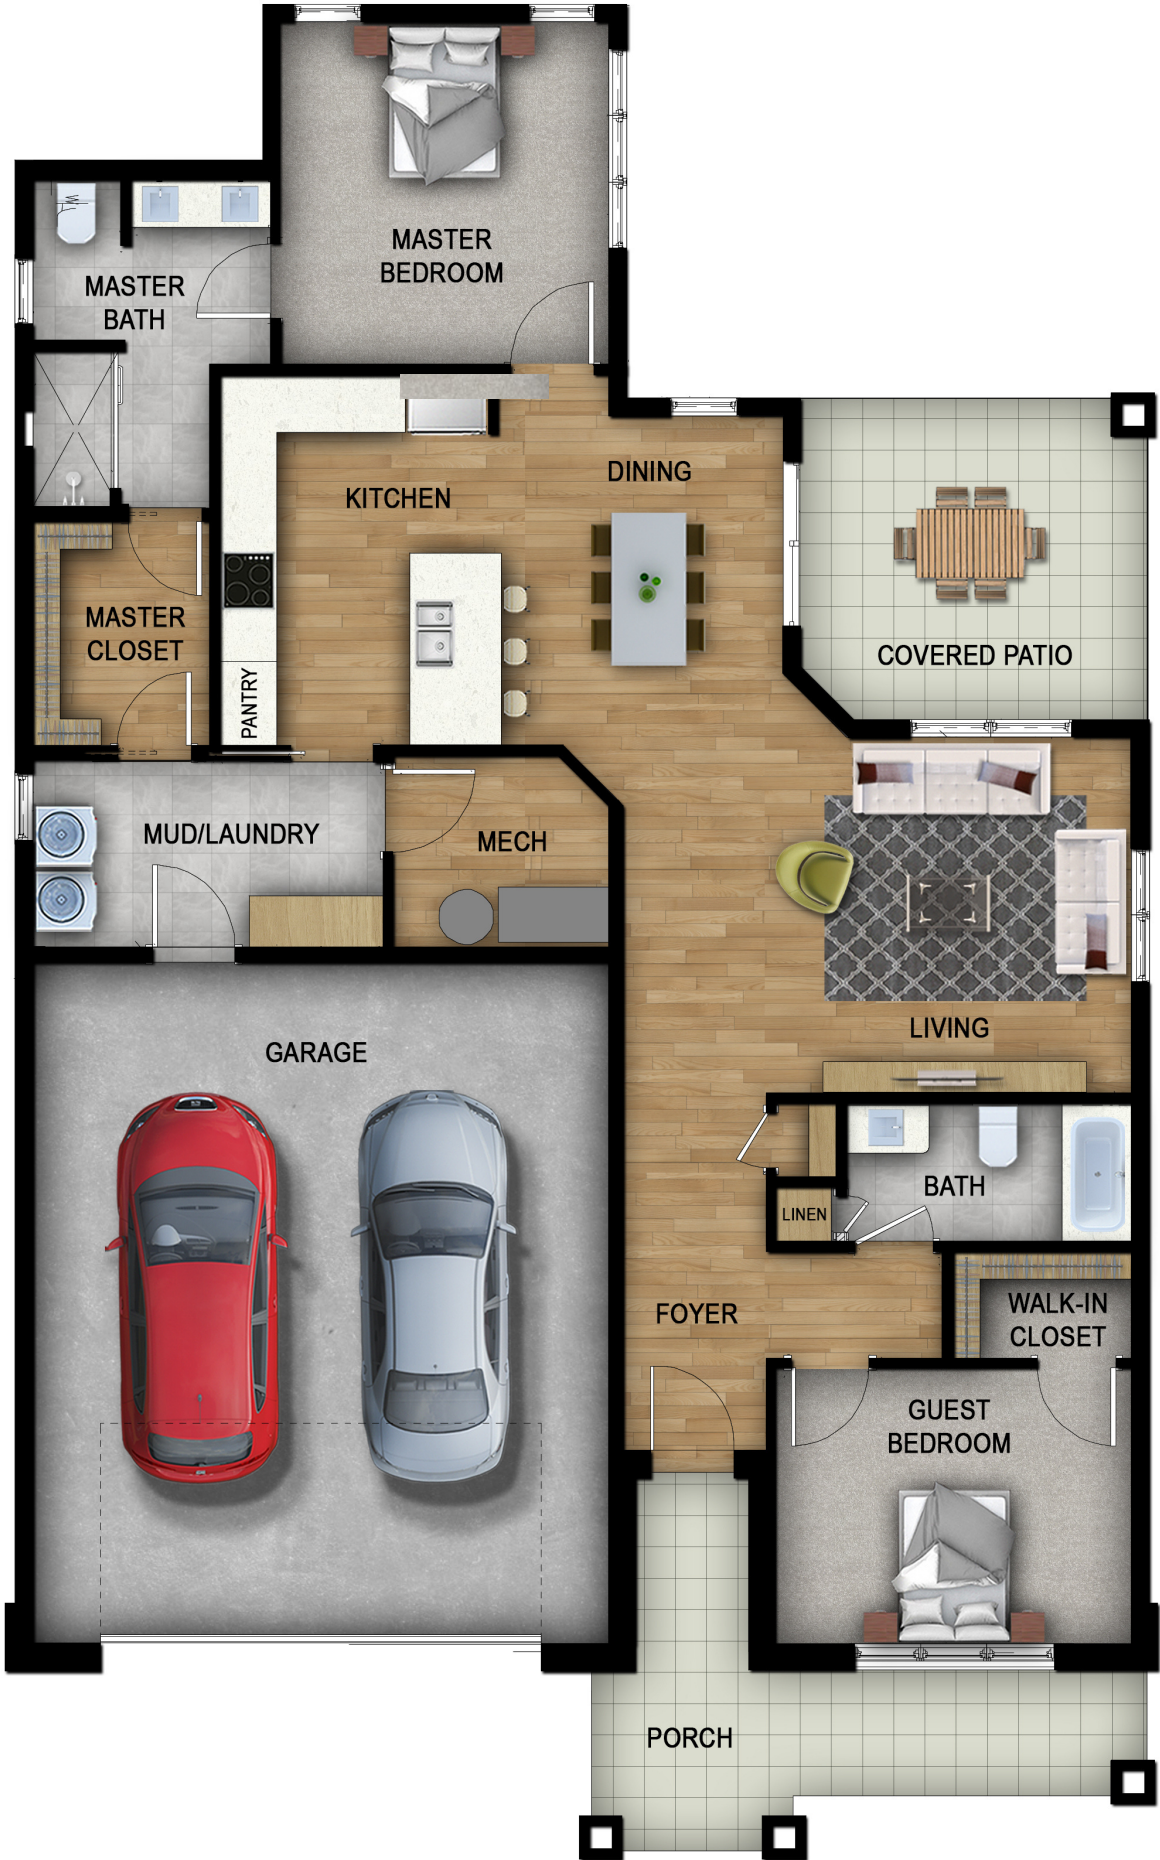 MASTER
BEDROOM
MASTER
BATH
DINING
KITCHEN
MASTER
CLOSET
COVERED PATIO
PANTRY
MUD/LAUNDRY
MECH
LIVING
GARAGE
BATH
LINEN
WALK-IN
CLOSET
FOYER
GUEST
BEDROOM
PORCH